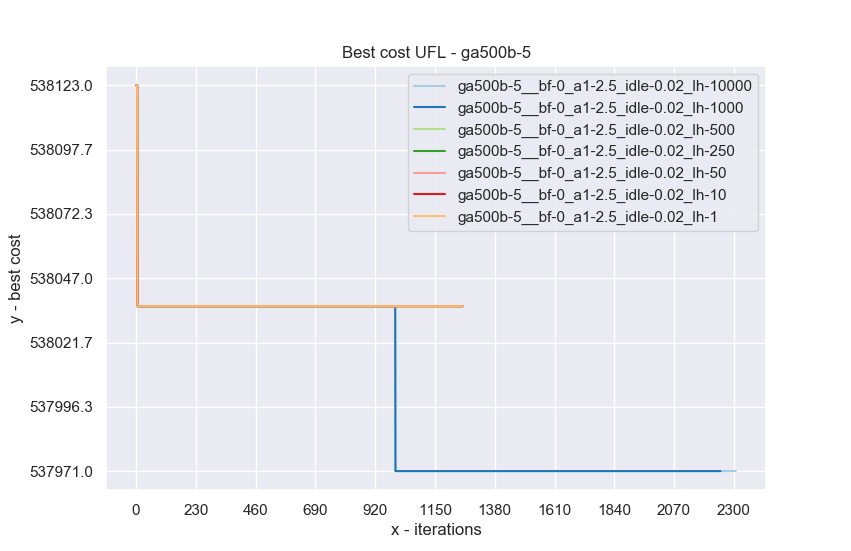 Best cost UFL - ga500b-5
ga500b-5__bf-0_a1-2.5_idle-0.02_lh-10000
ga500b-5__bf-0_a1-2.5_idle-0.02_lh-1000
ga500b-5__bf-0_a1-2.5_idle-0.02_lh-500
ga500b-5__bf-0_a1-2.5_idle-0.02_lh-250
ga500b-5__bf-0_a1-2.5_idle-0.02_lh-50
ga500b-5__bf-0_a1-2.5_idle-0.02_lh-10
ga500b-5__bf-0_a1-2.5_idle-0.02_lh-1
y - best cost
538123.0
538097.7
538072.3
538047.0
538021.7
537996.3
537971.0
0 230 460 690 920 1150 1380 1610 1840 2070 2300
x - iterations